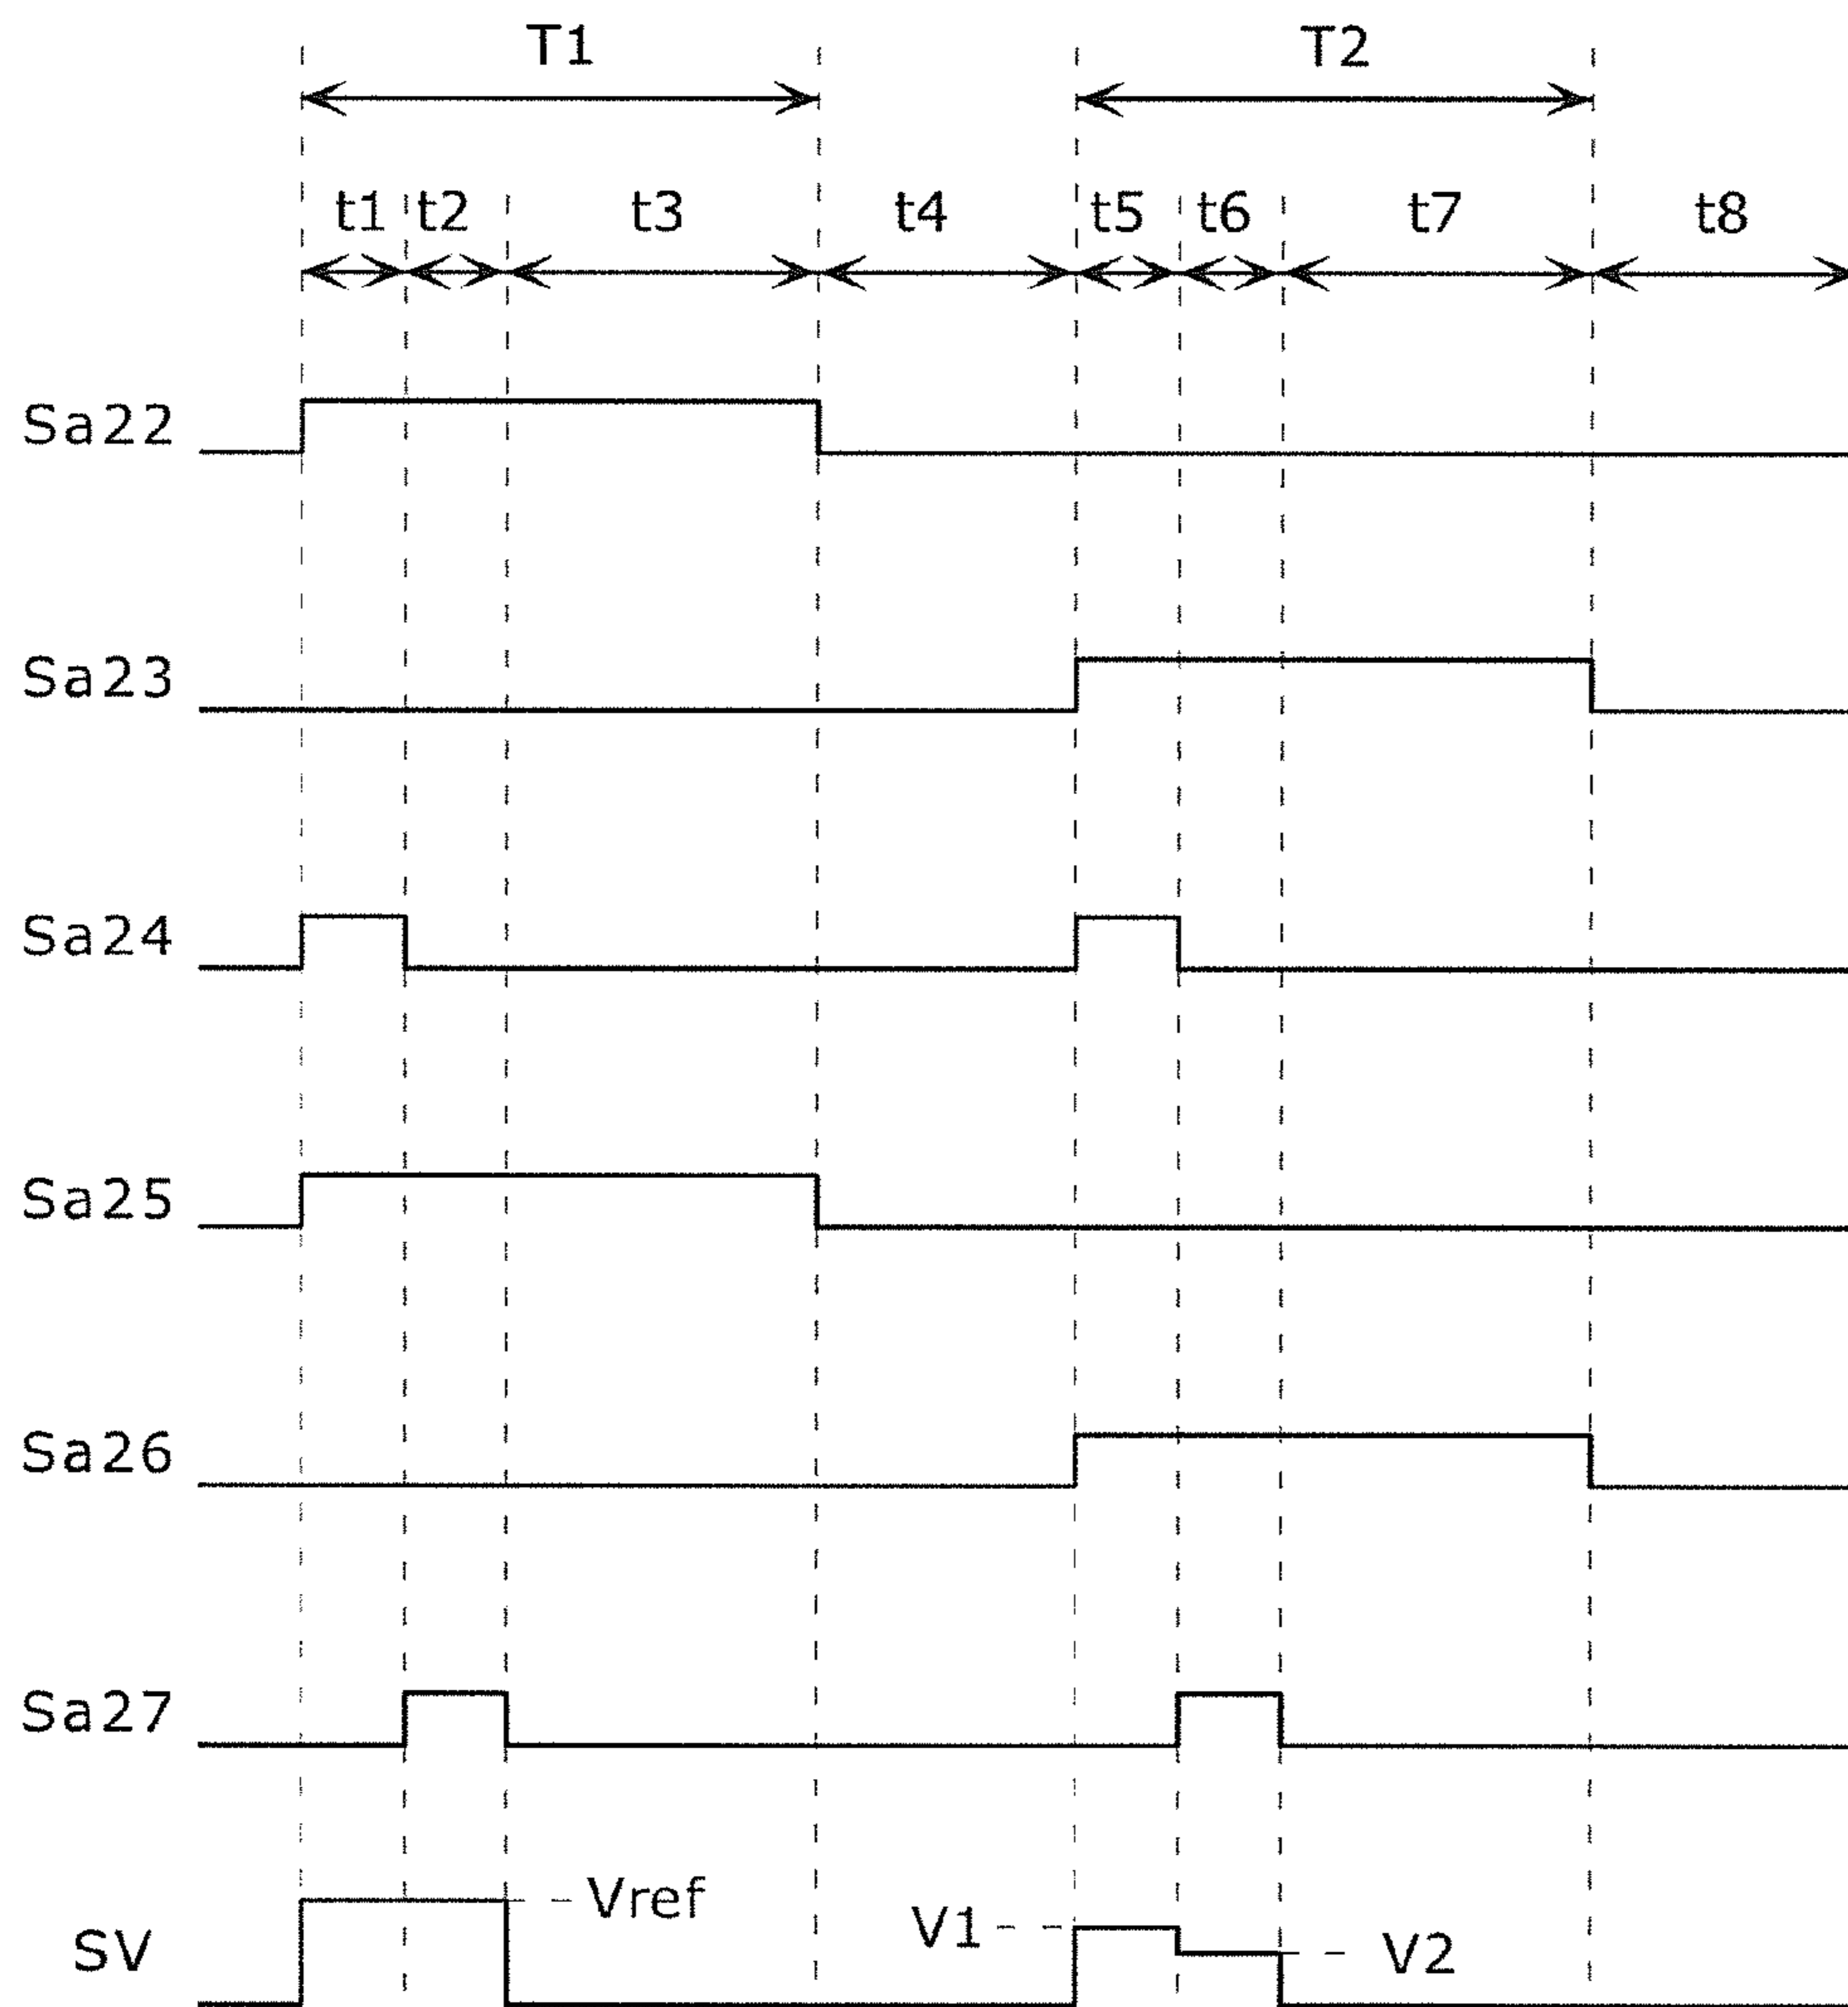 T1 T2
t1 t2 t3 t4 t5 t6 t7 t8
Sa22
Sa23
Sa24
Sa25
Sa26
Sa27
Vref
V1
SV
V2